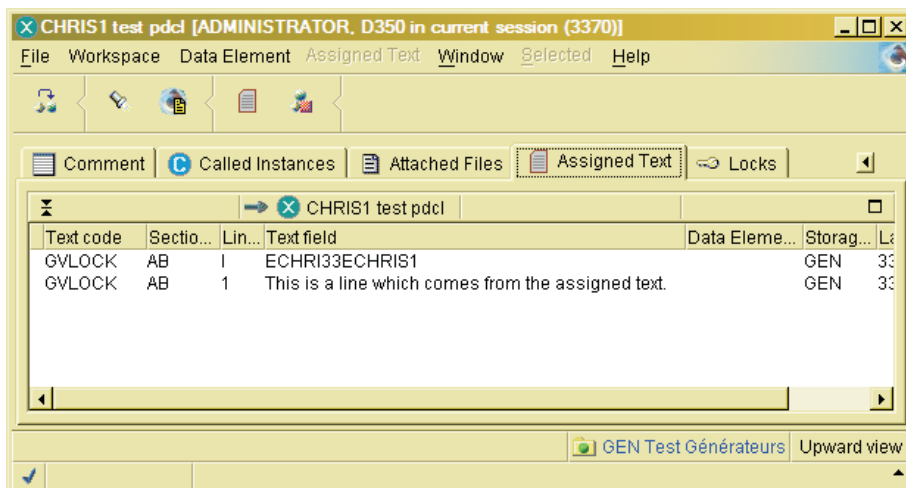 CHRIS1 test pdcl [ADMINISTRATOR, D350 in current session (3370)]
File Workspace Data Element Assigned Text Window Selected Help
Comment Called Instances Attached Files Assigned Text Locks
CHRIS1 test pdcl
Text code Sectio... Lin... Text field Data Eleme... Storag... La
GVLOCK AB I ECHRI33ECHRIS1 GEN 33
GVLOCK AB 1 This is a line which comes from the assigned text. GEN 33
GEN Test Générateurs Upward view